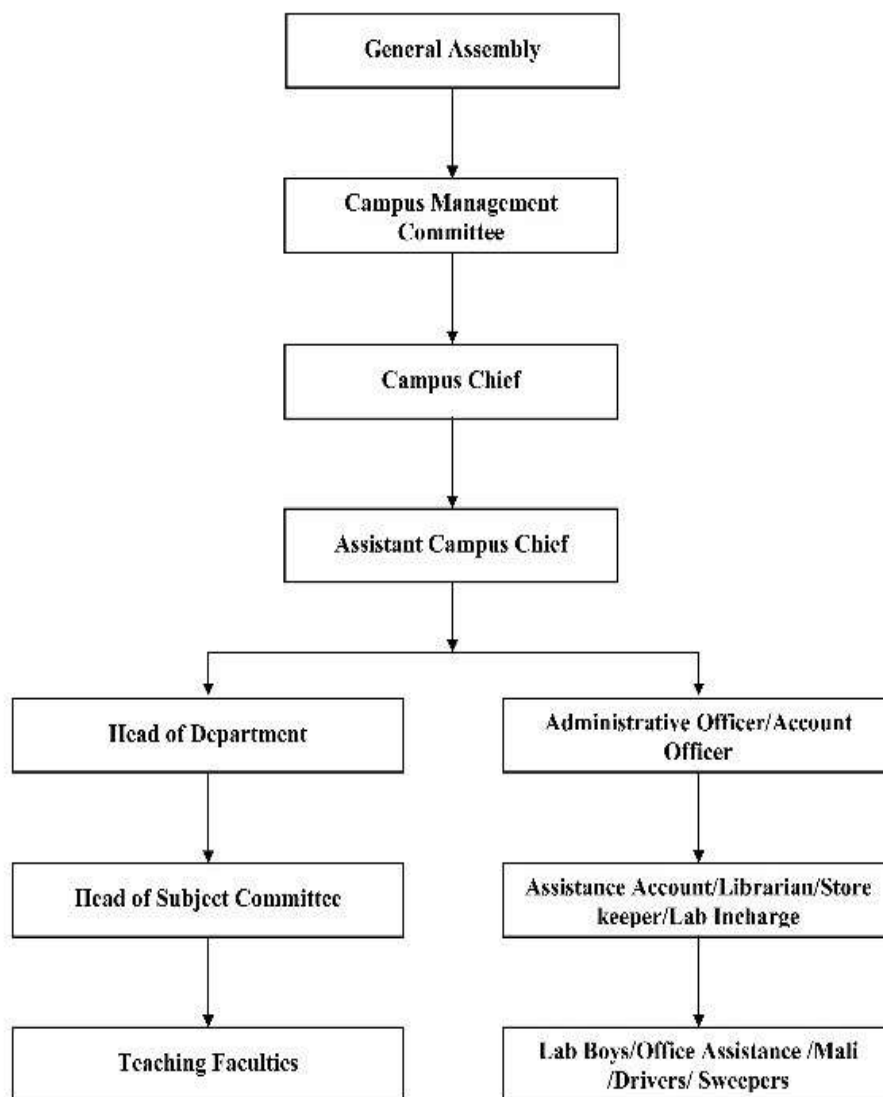 General Assembly
Campus Management
Committee
Campus Chief
Assistant Campus Chief
Head of Department
Administrative Officer/Account
Officer
Head of Subject Committee
Assistance Account/Librarian/Store
keeper/Lab Incharge
Teaching Faculties
Lab Boys/Office Assistance /Mali
/Drivers/ Sweepers